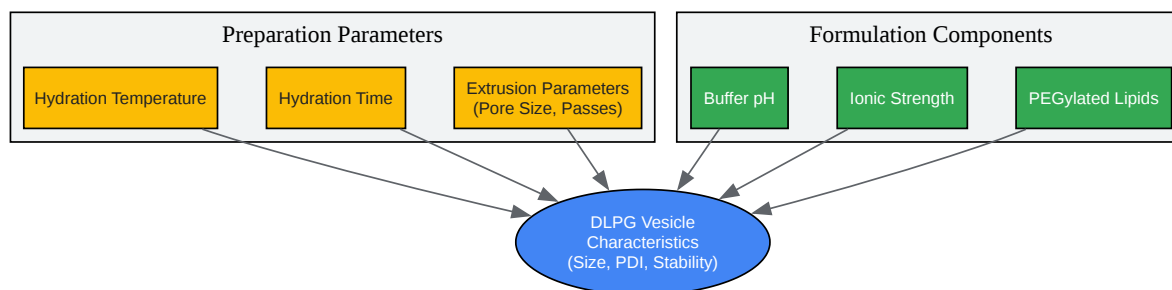 Preparation Parameters
Formulation Components
Hydration Temperature
Hydration Time
Extrusion Parameters
(Pore Size, Passes)
Buffer pH
Ionic Strength
PEGylated Lipids
DLPG Vesicle
Characteristics
(Size, PDI, Stability)